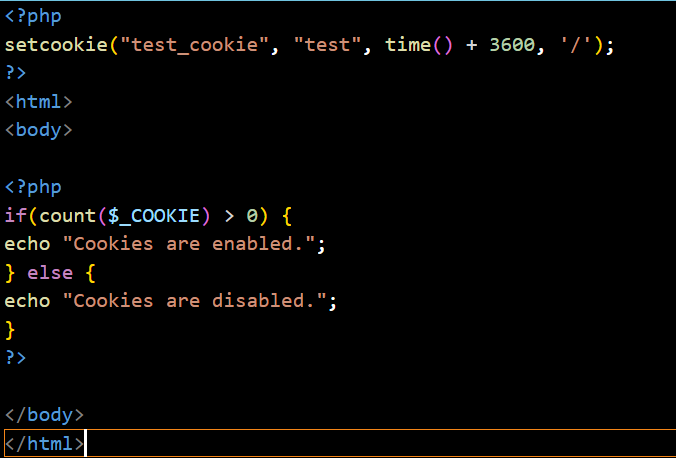 <?php
setcookie("test_cookie", "test", time() + 3600, '/');
?>
<html>
<body>

<?php
if(count($_COOKIE) > 0) {
echo "Cookies are enabled.";
} else {
echo "Cookies are disabled.";
}
?>

</body>
</html>